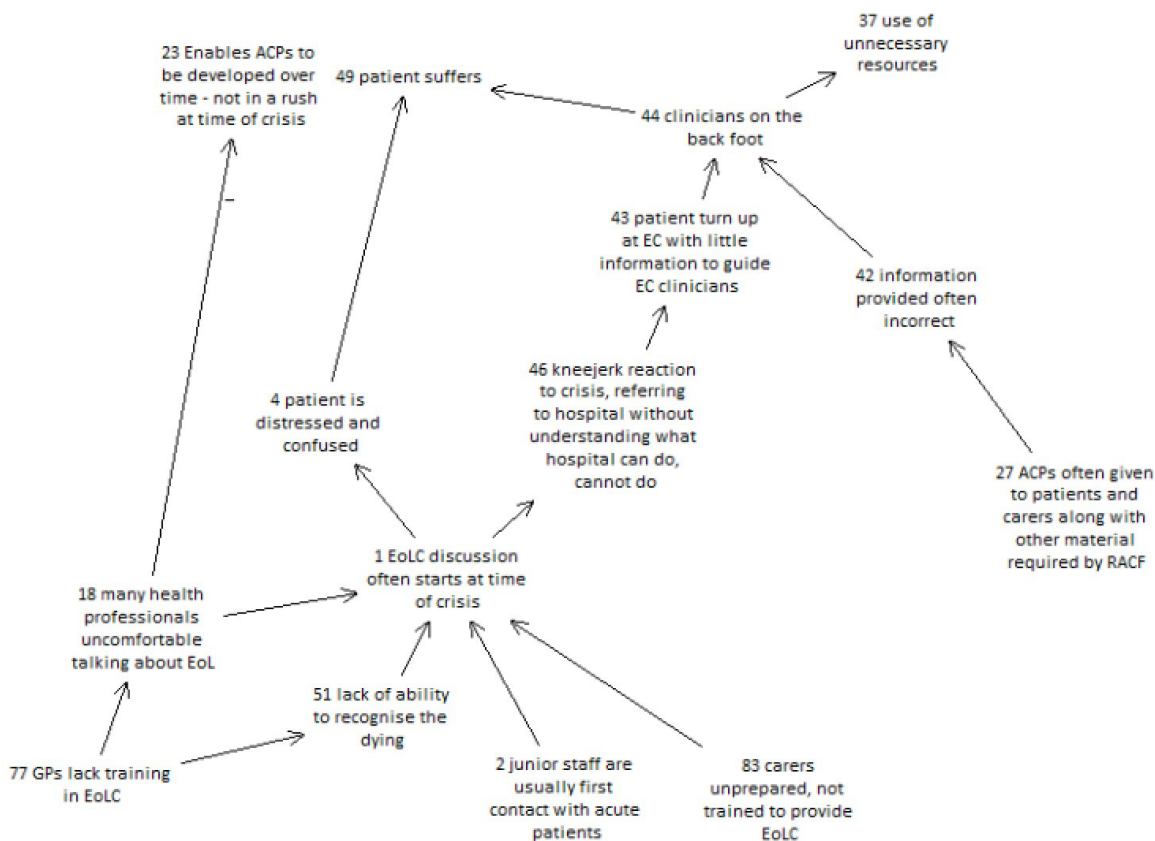 37 use of
unnecessary
resources
23 Enables ACPs to
be developed over
time - not in a rush
at time of crisis
49 patient suffers
44 clinicians on the
back foot
43 patient turn up
at EC with little
information to guide
EC clinicians
42 information
provided often
incorrect
46 kneejerk reaction
to crisis, referring
to hospital without
understanding what
hospital can do,
cannot do
4 patient is
distressed and
confused
27 ACPs often given
to patients and
carers along with
other material
required by RACF
1 EoLC discussion
often starts at time
of crisis
18 many health
professionals
uncomfortable
talking about EoL
51 lack of ability
to recognise the
dying
77 GPs lack training
in EoLC
2 junior staff are
usually first
contact with acute
patients
83 carers
unprepared, not
trained to provide
EoLC